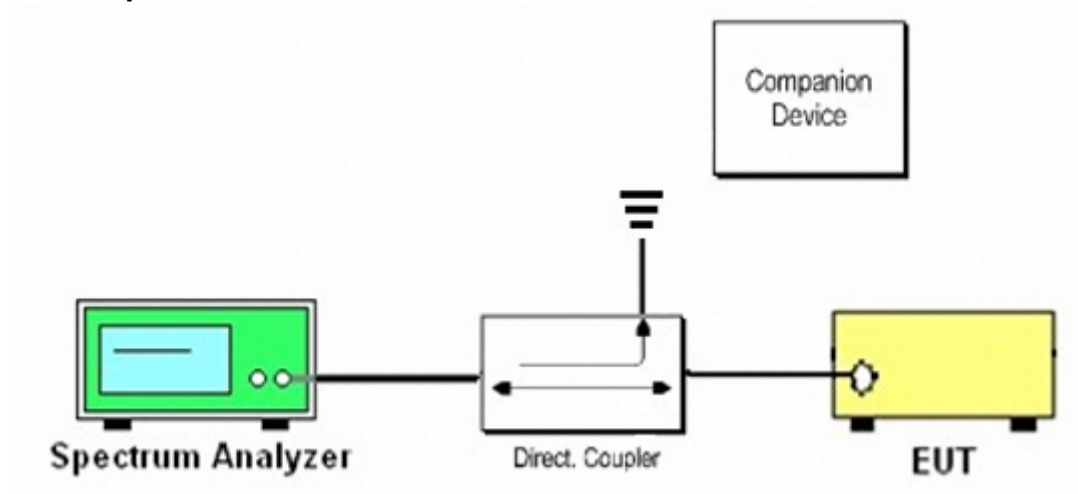 Companion
Device
Spectrum Analyzer
Direct. Coupler
EUT